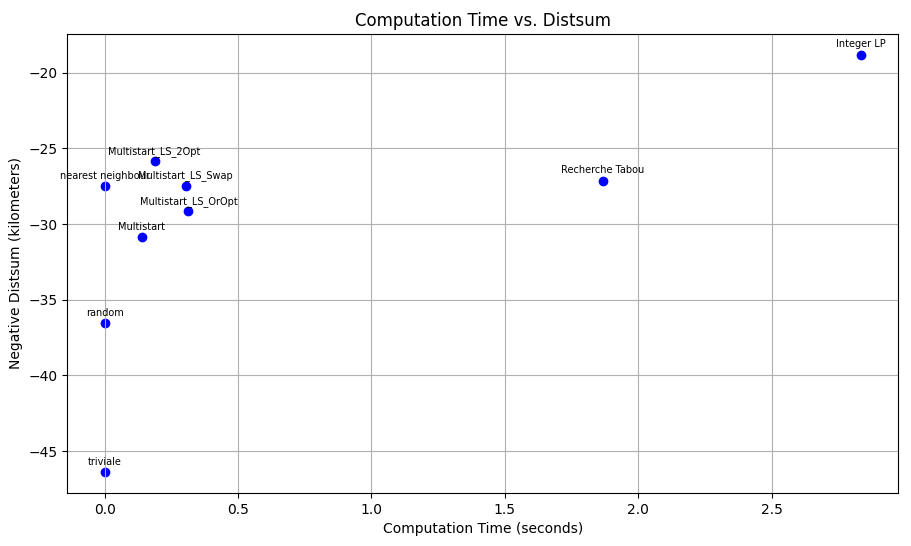 Computation Time vs. Distsum
Negative Distsum (kilometers)
−20
−25
−30
−35
−40
−45
Integer LP
Multistart_LS_2Opt
Recherche Tabou
nearest neighbour
Multistart_LS_Swap
Multistart_LS_OrOpt
Multistart
random
triviale
0.0
0.5
1.0
1.5
2.0
2.5
Computation Time (seconds)